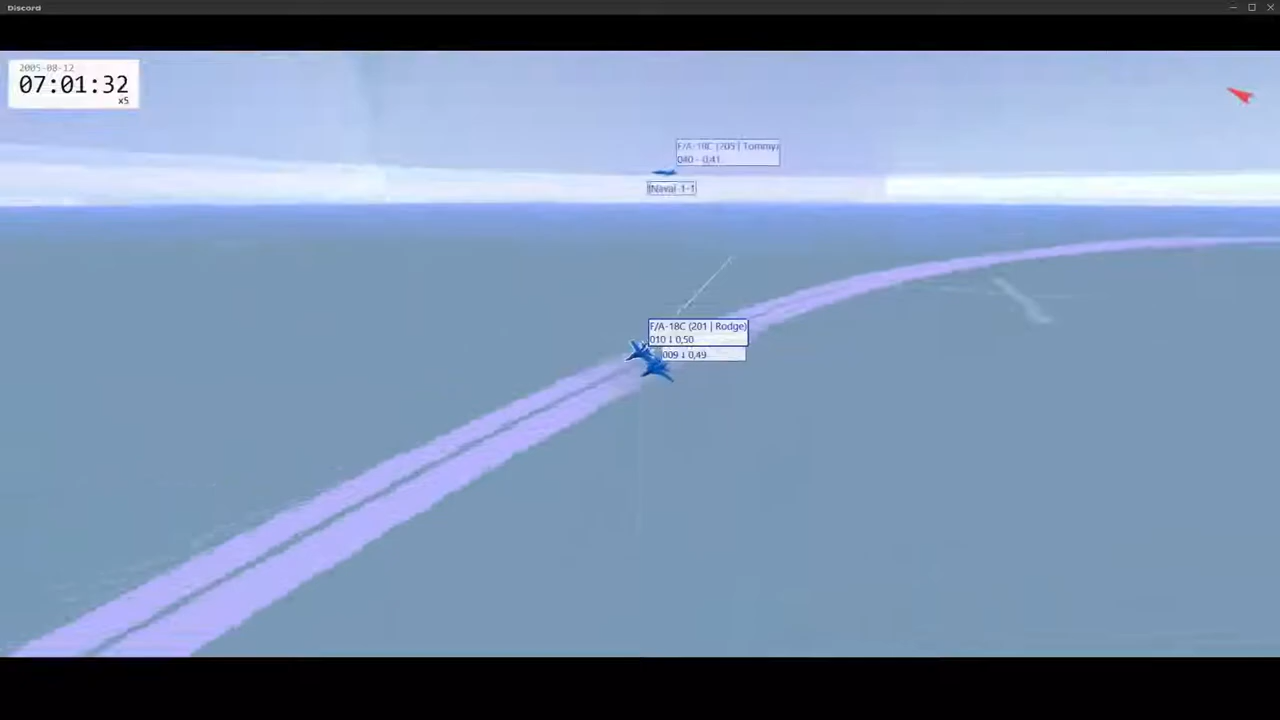 Discord
2005-08-12
07:01:32
x5
F/A-18C (205 | Tommy)
040 - 0,41
Naval 1-1
F/A-18C (201 | Rodge)
010 ↓ 0,50
009 ↓ 0,49